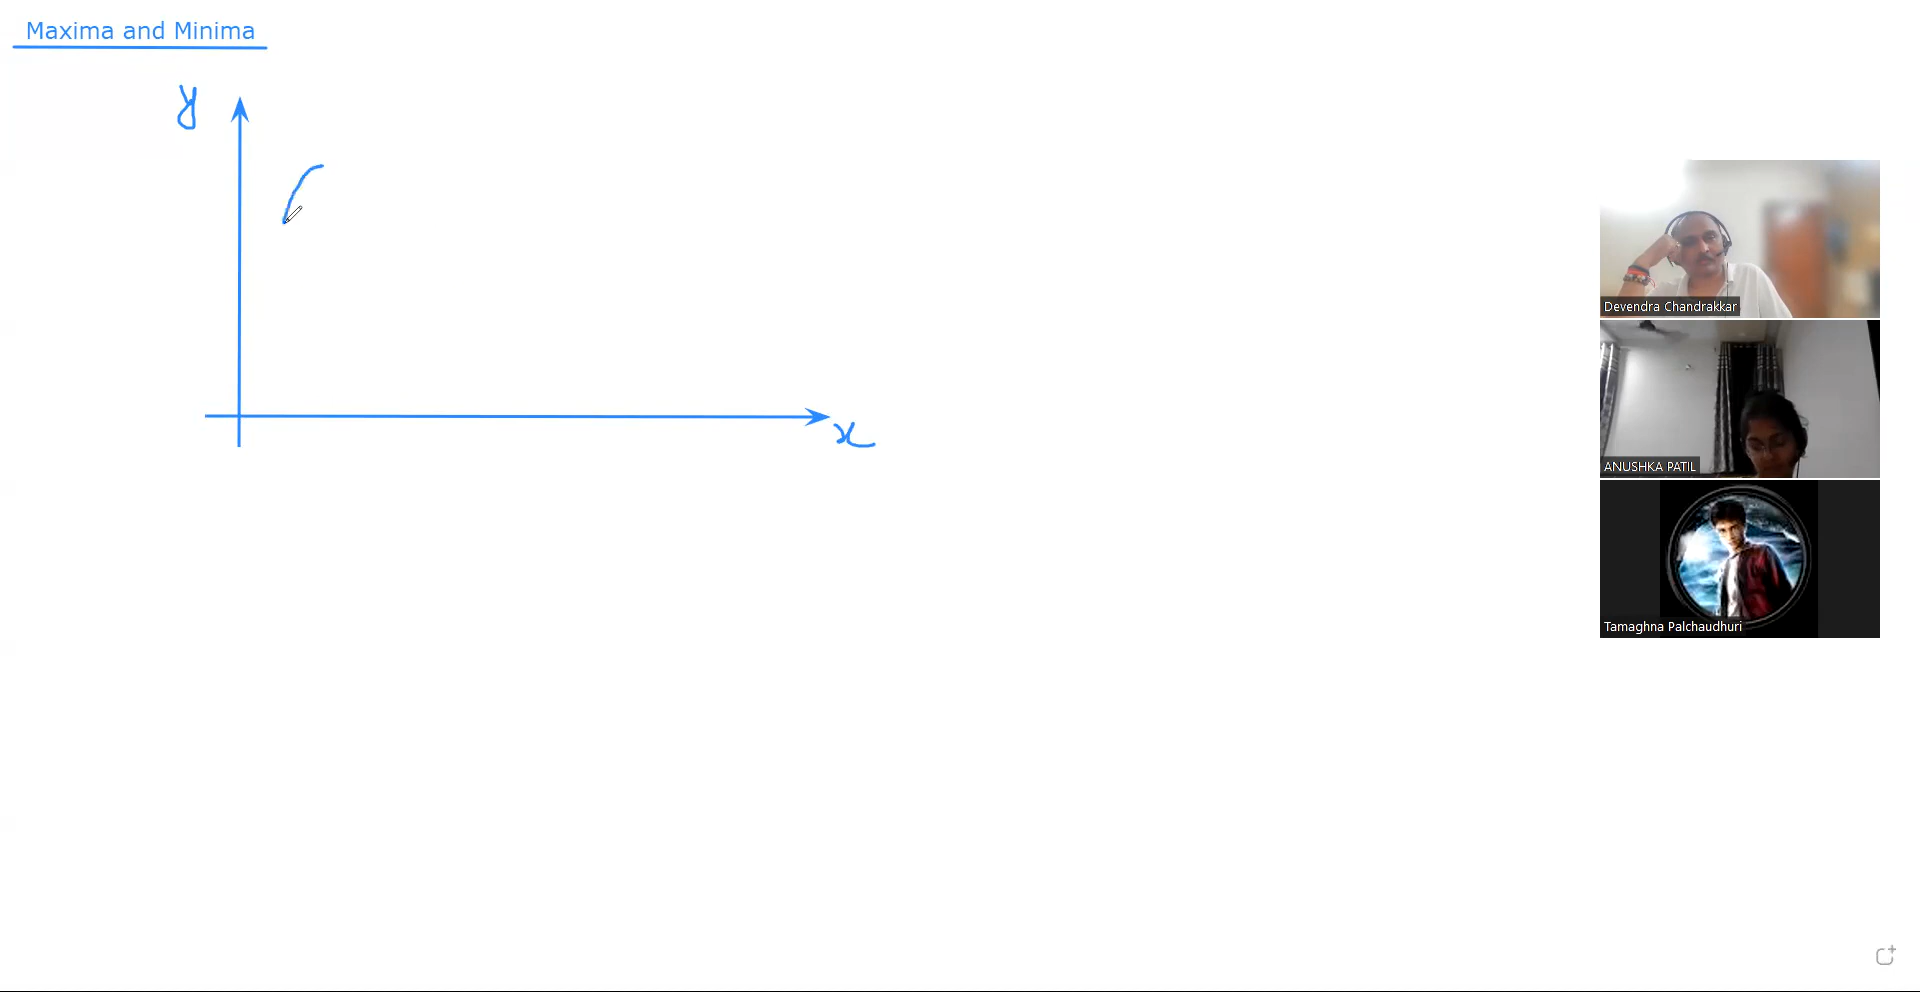 Maxima and Minima
y
x
Devendra Chandrakkar
ANUSHKA PATIL
Tamaghna Palchaudhuri